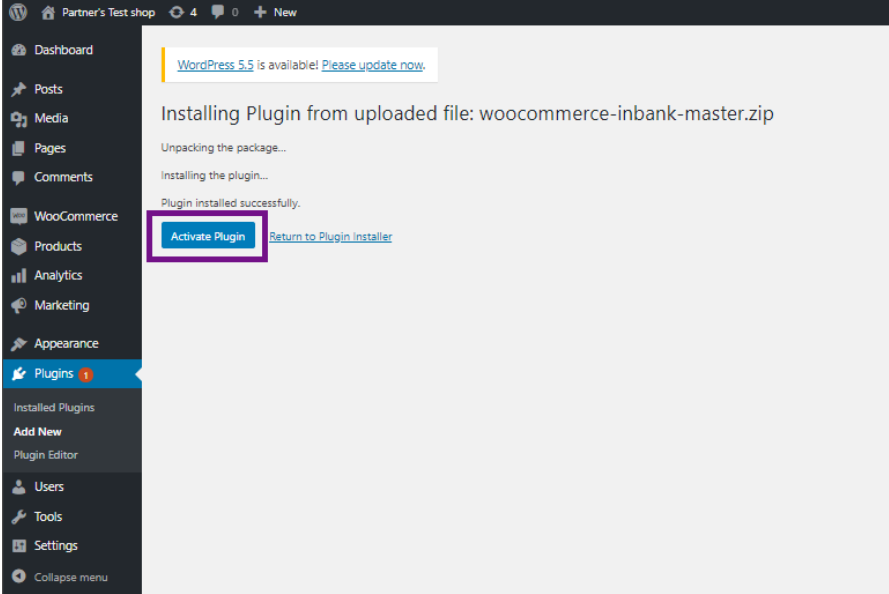 Partner's Test shop 4 0 New
Dashboard
Posts
Media
Pages
Comments
WooCommerce
Products
Analytics
Marketing
Appearance
Plugins 1
Installed Plugins
Add New
Plugin Editor
Users
Tools
Settings
Collapse menu
WordPress 5.5 is available! Please update now.
Installing Plugin from uploaded file: woocommerce-inbank-master.zip
Unpacking the package...
Installing the plugin...
Plugin installed successfully.
Activate Plugin Return to Plugin Installer